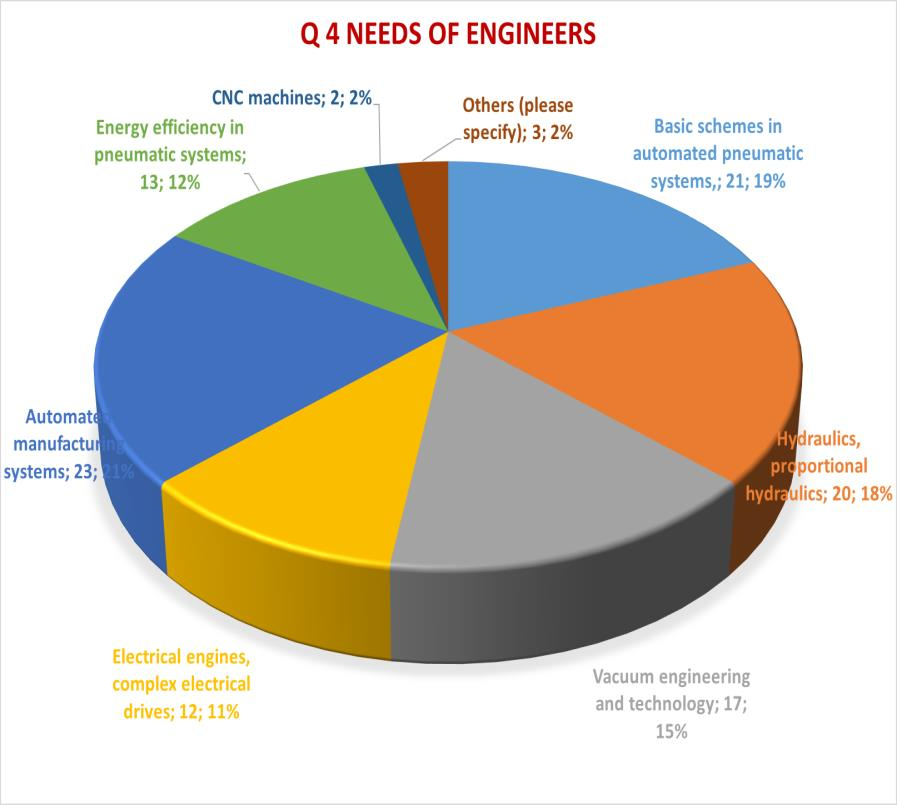 Q 4 NEEDS OF ENGINEERS
CNC machines; 2; 2%
Others (please
specify); 3; 2%
Energy efficiency in
pneumatic systems;
13; 12%
Basic schemes in
automated pneumatic
systems,; 21; 19%
Automated
manufacturing
systems; 23; 21%
Hydraulics,
proportional
hydraulics; 20; 18%
Electrical engines,
complex electrical
drives; 12; 11%
Vacuum engineering
and technology; 17;
15%